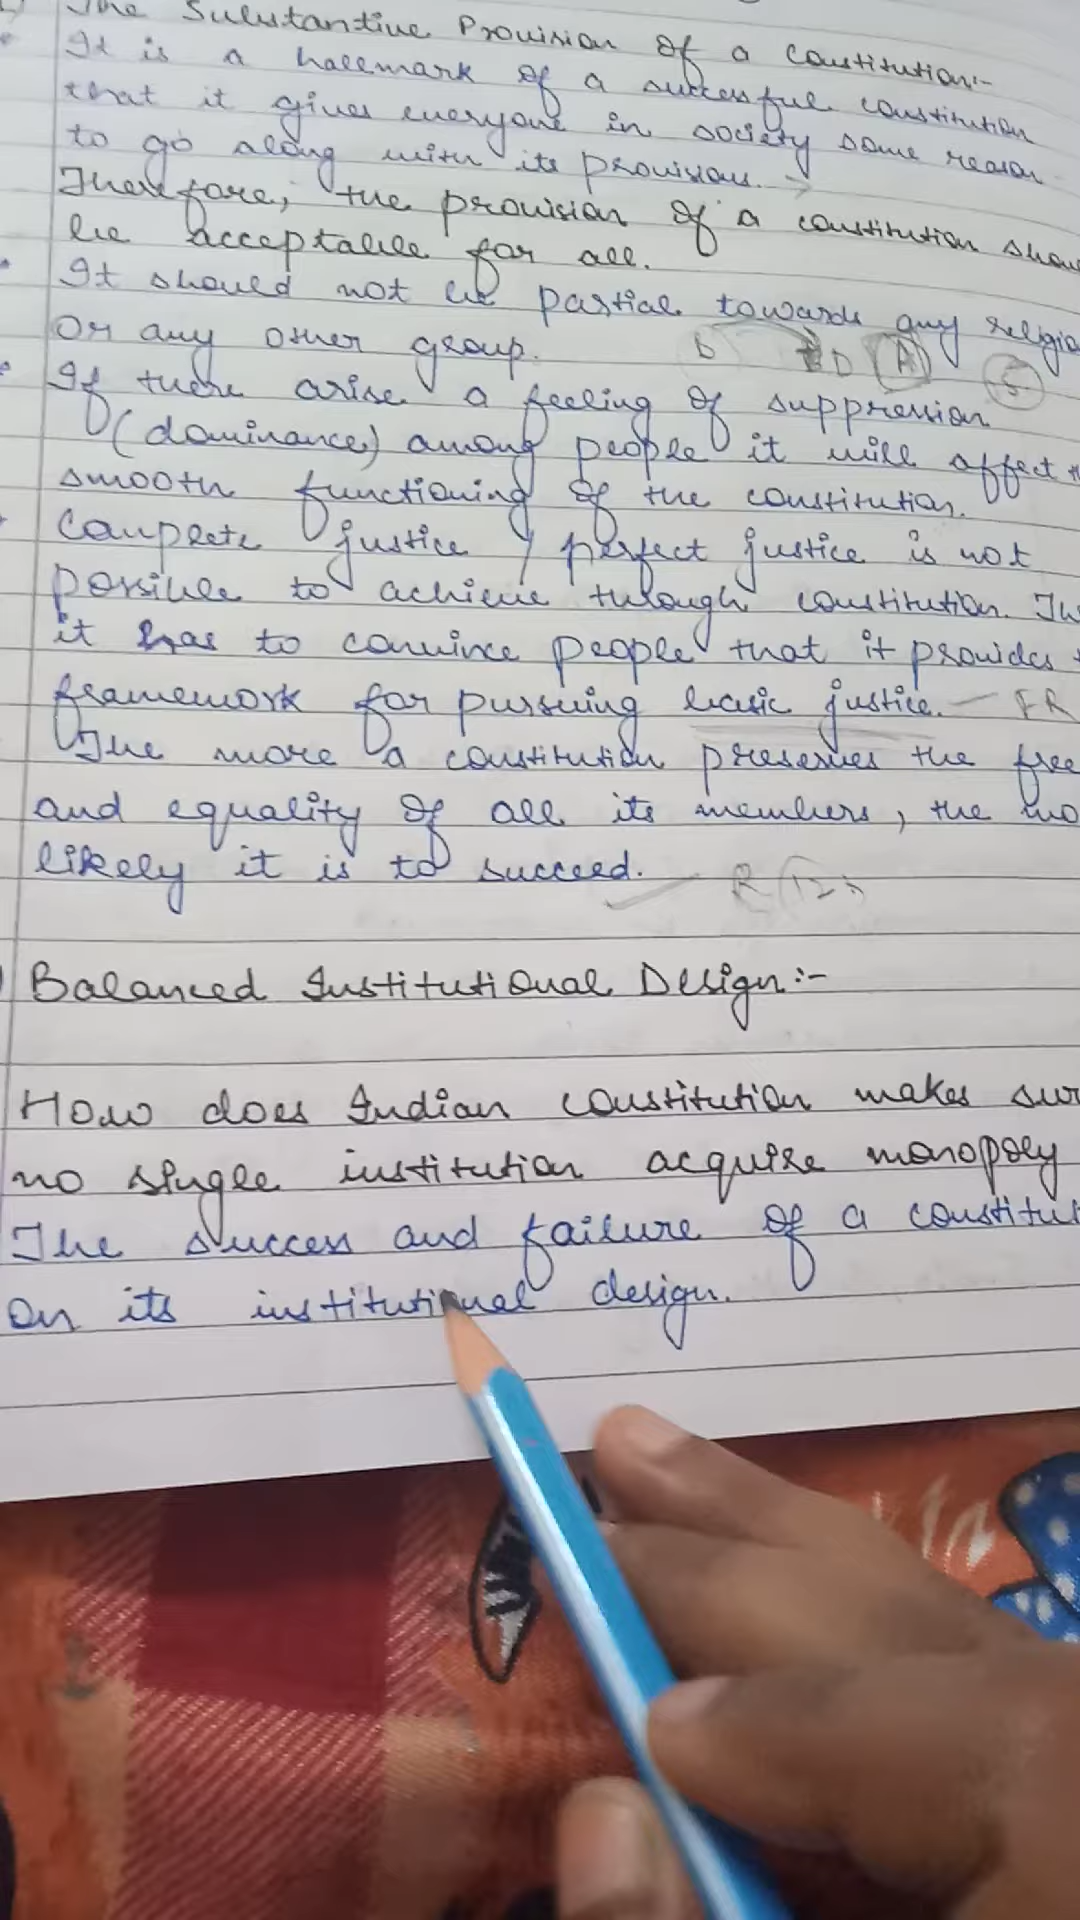 The Substantive Provision of a Constitution:-
It is a hallmark of a successful constitution
that it gives everyone in society some reason
to go along with its provisions.
Therefore, the provision of a constitution
be acceptable for all.
It should not be partial towards any
or any other group.
D A S
If there arise a feeling of suppression
(dominance) among people it will affect
smooth functioning of the constitution.
Complete justice / perfect justice is not
possible to achieve through constitution.
it has to convince people that it provides
framework for pursuing basic justice. - FR
The more a constitution preserves the
and equality of all its members, the
likely it is to succeed.
Balanced Institutional Design:-
How does Indian constitution makes
no single institution acquire monopoly
The success and failure of a
on its institutional design.